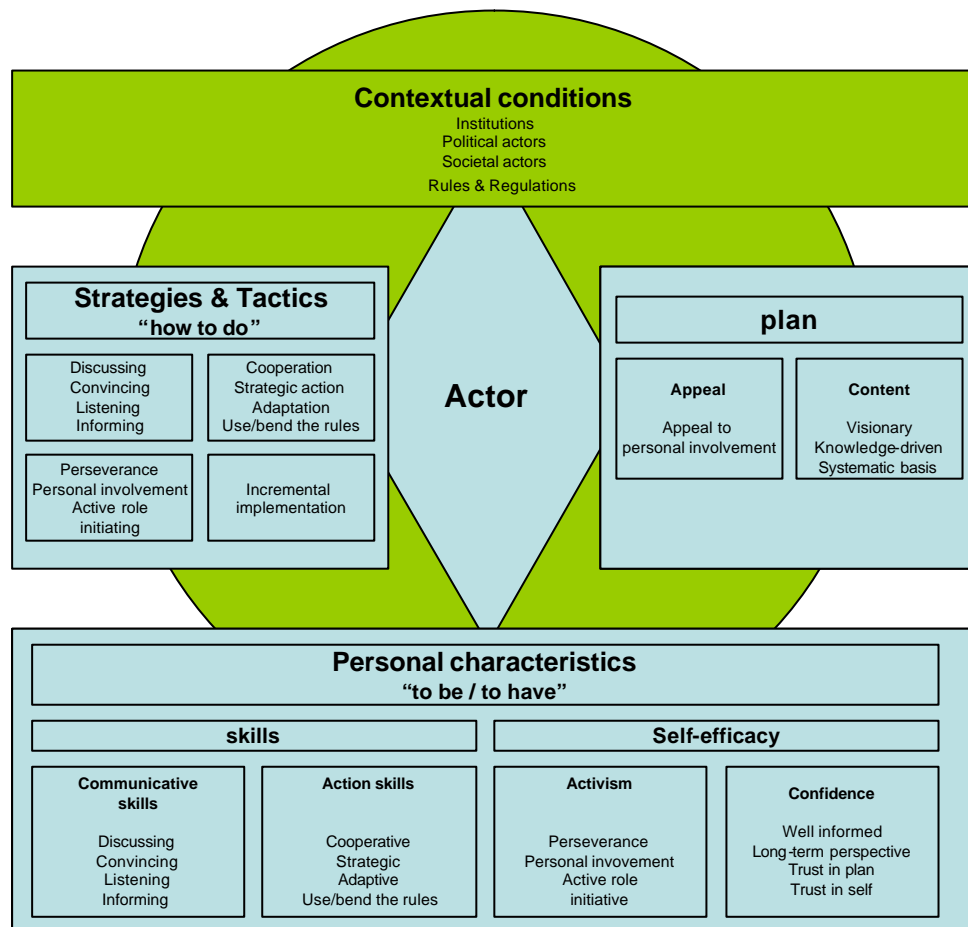 Contextual conditions
Institutions
Political actors
Societal actors
Rules & Regulations
Strategies & Tactics
“how to do”
Discussing
Convincing
Listening
Informing
Cooperation
Strategic action
Adaptation
Use/bend the rules
Perseverance
Personal involvement
Active role
initiating
Incremental
implementation
Actor
plan
Appeal
Appeal to
personal involvement
Content
Visionary
Knowledge-driven
Systematic basis
Personal characteristics
“to be / to have”
skills
Self-efficacy
Communicative
skills
Discussing
Convincing
Listening
Informing
Action skills
Cooperative
Strategic
Adaptive
Use/bend the rules
Activism
Perseverance
Personal invovement
Active role
initiative
Confidence
Well informed
Long-term perspective
Trust in plan
Trust in self